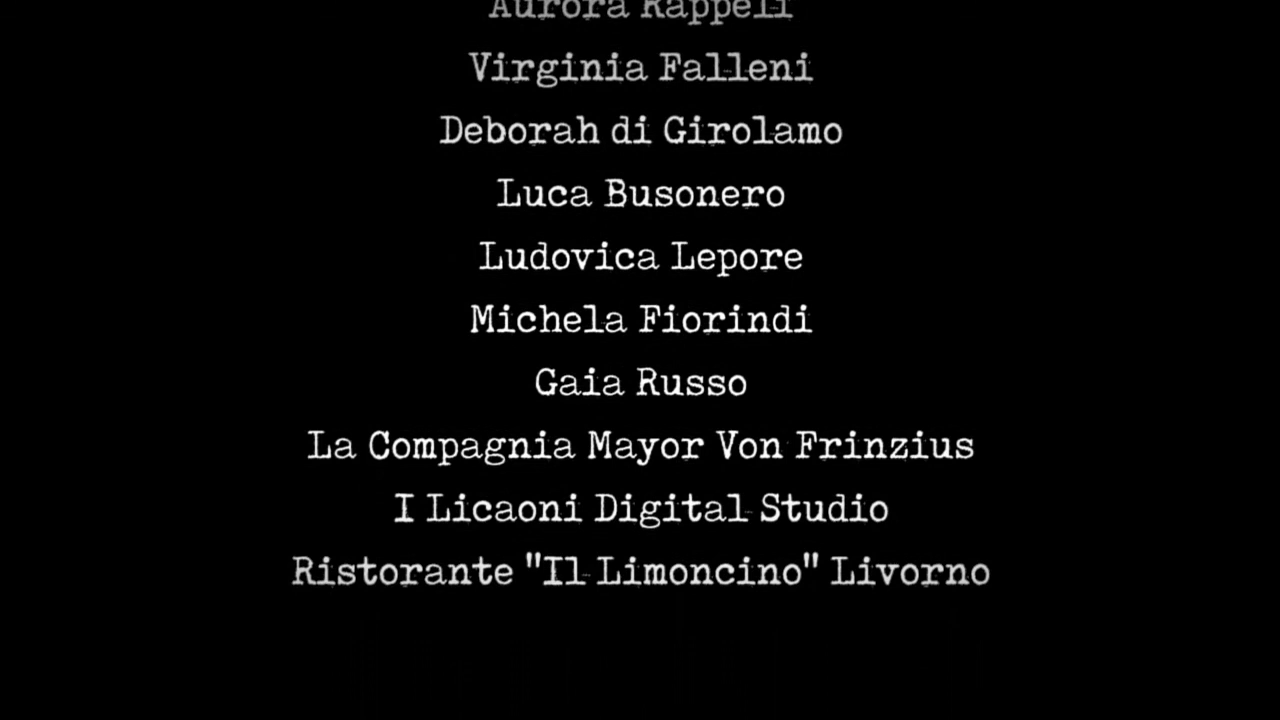 Aurora Rappeli
Virginia Falleni
Deborah di Girolamo
Luca Busonero
Ludovica Lepore
Michela Fiorindi
Gaia Russo
La Compagnia Mayor Von Frinzius
I Licaoni Digital Studio
Ristorante "Il Limoncino" Livorno